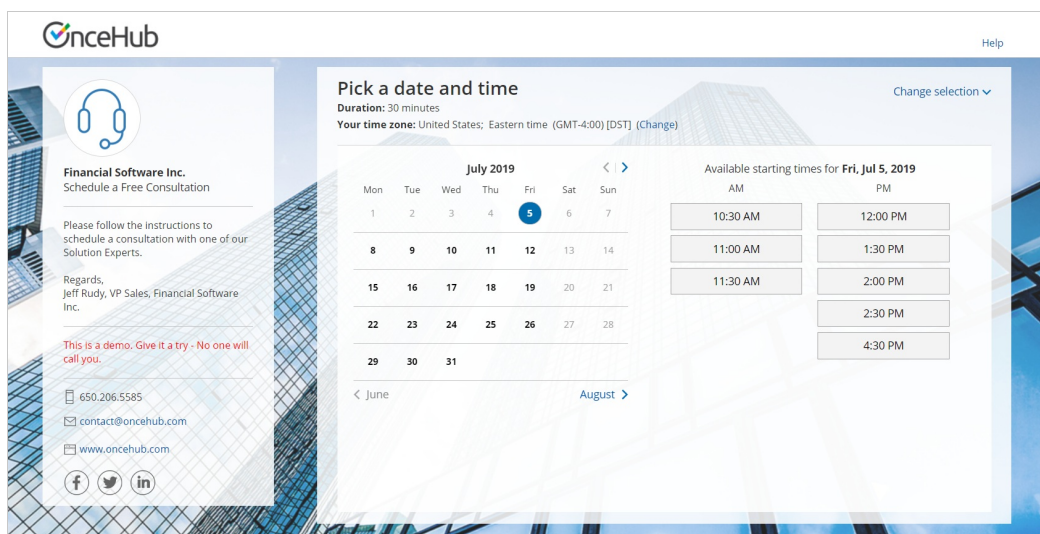 OnceHub
Help
Financial Software Inc.
Schedule a Free Consultation
Please follow the instructions to
schedule a consultation with one of our
Solution Experts.
Regards,
Jeff Rudy, VP Sales, Financial Software
Inc.
This is a demo. Give it a try - No one will
call you.
650.206.5585
contact@oncehub.com
www.oncehub.com
f in
Pick a date and time
Change selection
Duration: 30 minutes
Your time zone: United States; Eastern time (GMT-4:00) [DST] (Change)
July 2019
Mon Tue Wed Thu Fri Sat Sun
1 2 3 4 5 6 7
8 9 10 11 12 13 14
15 16 17 18 19 20 21
22 23 24 25 26 27 28
29 30 31
June August
Available starting times for Fri, Jul 5, 2019
AM PM
10:30 AM 12:00 PM
11:00 AM 1:30 PM
11:30 AM 2:00 PM
2:30 PM
4:30 PM